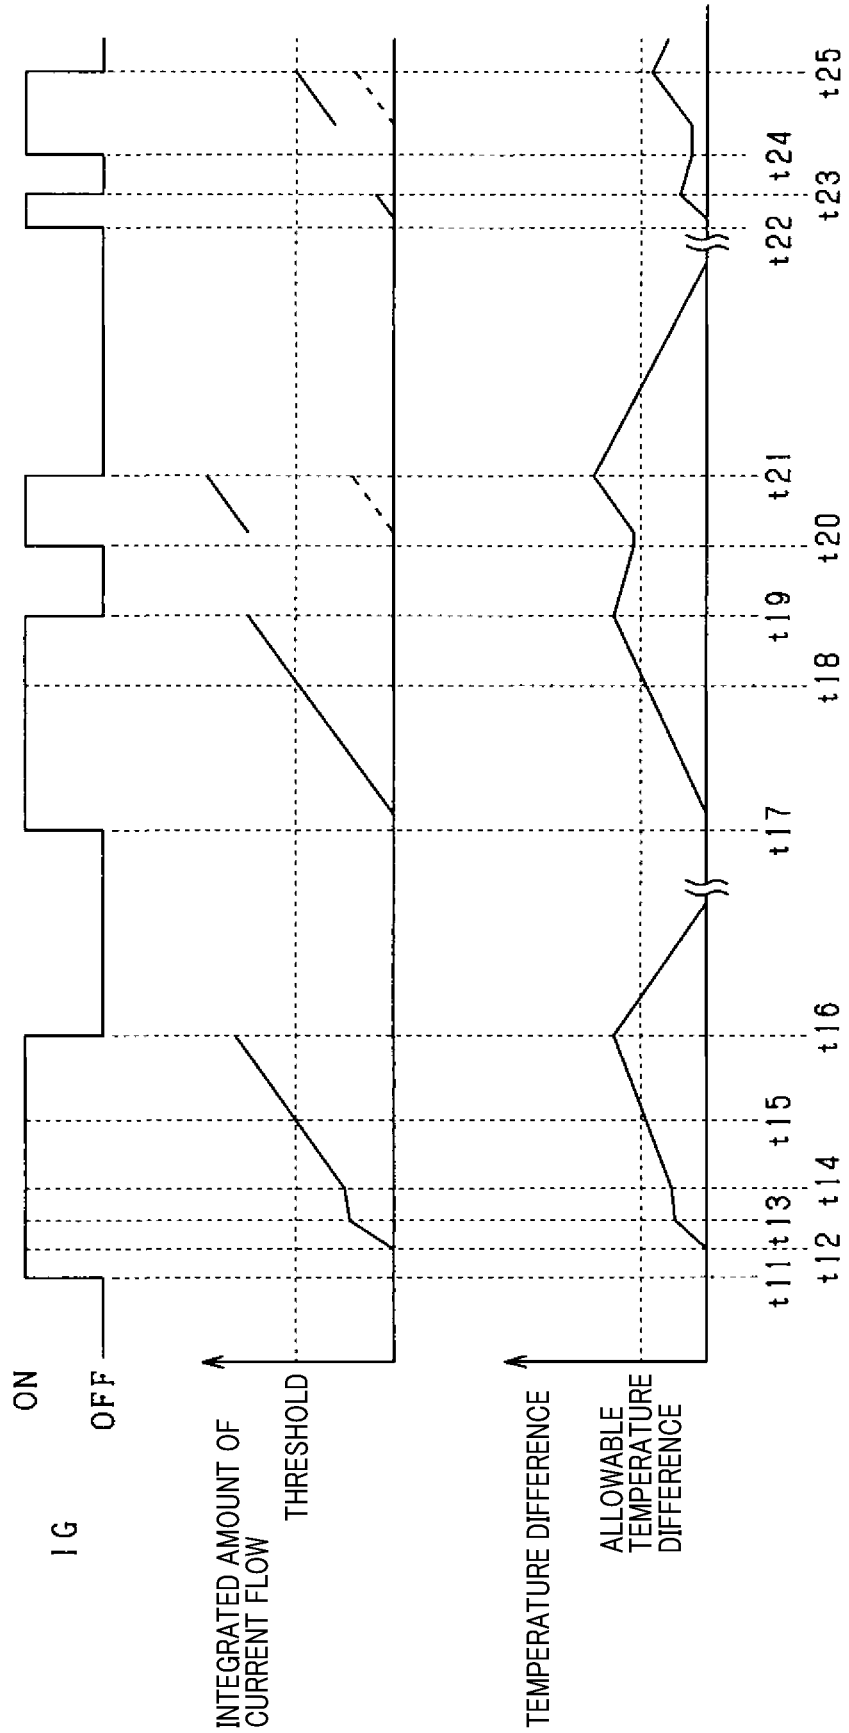 ON
IG
OFF
INTEGRATED AMOUNT OF
CURRENT FLOW
THRESHOLD
TEMPERATURE DIFFERENCE
ALLOWABLE
TEMPERATURE
DIFFERENCE
t11 t13 t15 t17 t19 t21 t22 t24
t12 t14 t16 t18 t20 t23 t25